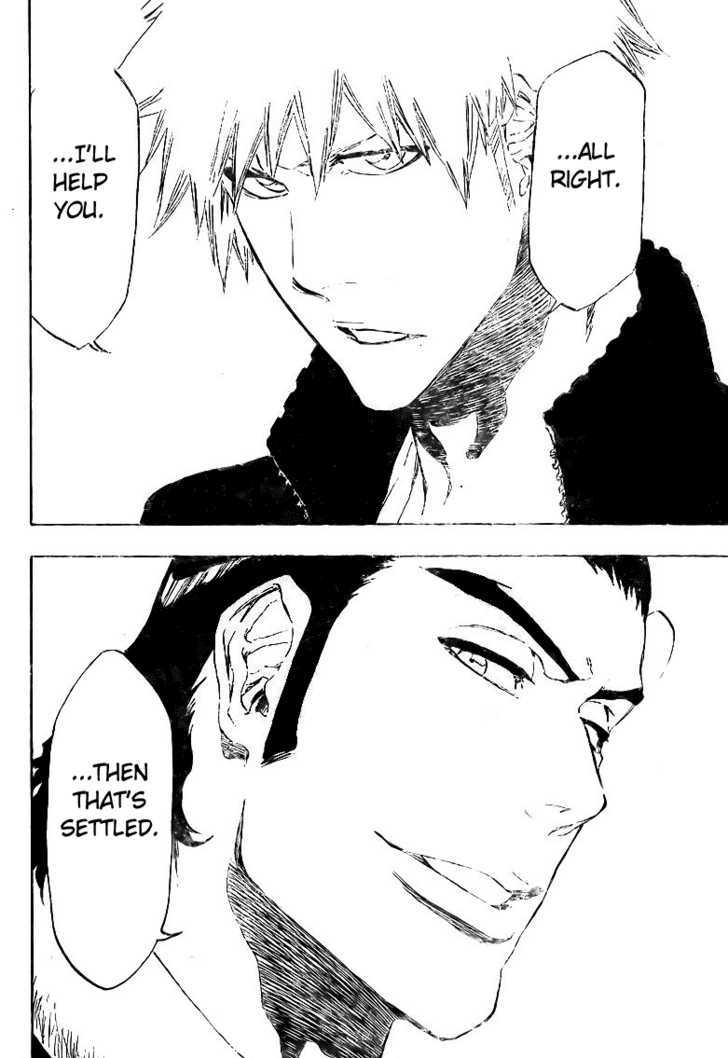 ...ALL
RIGHT.
...I'LL
HELP
YOU.
...THEN
THAT'S
SETTLED.